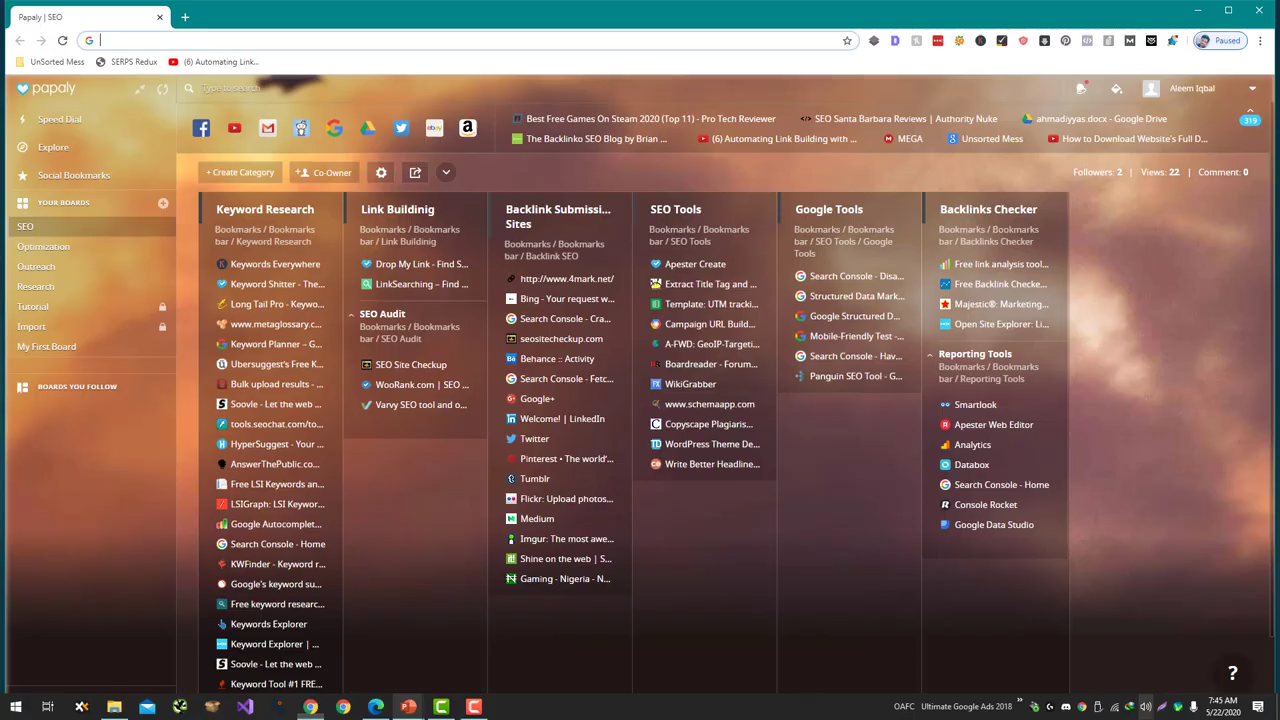 Papaly | SEO
Paused
UnSorted Mess
SERPS Redux
(6) Automating Link...
papaly
Type to search
Aleem Iqbal
Speed Dial
Explore
Social Bookmarks
YOUR BOARDS
SEO
Optimization
Outreach
Research
Tutorial
Import
My First Board
BOARDS YOU FOLLOW
Best Free Games On Steam 2020 (Top 11) - Pro Tech Reviewer
SEO Santa Barbara Reviews | Authority Nuke
ahmadiyyas.docx - Google Drive
319
The Backlinko SEO Blog by Brian ...
(6) Automating Link Building with ...
MEGA
Unsorted Mess
How to Download Website's Full D...
+ Create Category
Co-Owner
Followers: 2 | Views: 22 | Comment: 0
Keyword Research
Bookmarks / Bookmarks
bar / Keyword Research
Keywords Everywhere
Keyword Shitter - The...
Long Tail Pro - Keywo...
www.metaglossary.c...
Keyword Planner – G...
Ubersuggest's Free K...
Bulk upload results - ...
Soovle - Let the web ...
tools.seochat.com/to...
HyperSuggest - Your ...
AnswerThePublic.co...
Free LSI Keywords an...
LSIGraph: LSI Keywor...
Google Autocomplet...
Search Console - Home
KWFinder - Keyword r...
Google's keyword su...
Free keyword researc...
Keywords Explorer
Keyword Explorer | ...
Soovle - Let the web ...
Keyword Tool #1 FRE...
Link Buildinig
Bookmarks / Bookmarks
bar / Link Buildinig
Drop My Link - Find S...
LinkSearching – Find ...
SEO Audit
Bookmarks / Bookmarks
bar / SEO Audit
SEO Site Checkup
WooRank.com | SEO ...
Varvy SEO tool and o...
Backlink Submissi...
Sites
Bookmarks / Bookmarks
bar / Backlink SEO
http://www.4mark.net/
Bing - Your request w...
Search Console - Cra...
seositecheckup.com
Behance :: Activity
Search Console - Fetc...
Google+
Welcome! | LinkedIn
Twitter
Pinterest • The world'...
Tumblr
Flickr: Upload photos...
Medium
Imgur: The most awe...
Shine on the web | S...
Gaming - Nigeria - N...
SEO Tools
Bookmarks / Bookmarks
bar / SEO Tools
Apester Create
Extract Title Tag and ...
Template: UTM tracki...
Campaign URL Build...
A-FWD: GeoIP-Targeti...
Boardreader - Forum...
WikiGrabber
www.schemaapp.com
Copyscape Plagiaris...
WordPress Theme De...
Write Better Headline...
Google Tools
Bookmarks / Bookmarks
bar / SEO Tools / Google
Tools
Search Console - Disa...
Structured Data Mark...
Google Structured D...
Mobile-Friendly Test -...
Search Console - Hav...
Panguin SEO Tool - G...
Backlinks Checker
Bookmarks / Bookmarks
bar / Backlinks Checker
Free link analysis tool...
Free Backlink Checke...
Majestic®: Marketing...
Open Site Explorer: Li...
Reporting Tools
Bookmarks / Bookmarks
bar / Reporting Tools
Smartlook
Apester Web Editor
Analytics
Databox
Search Console - Home
Console Rocket
Google Data Studio
?
OAFC
Ultimate Google Ads 2018
7:45 AM
5/22/2020